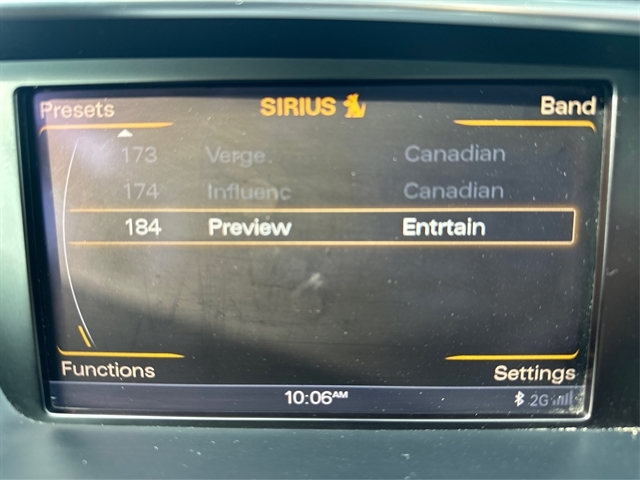 Presets SIRIUS Band
173 Verge. . Canadian
174 Influenc Canadian
184 Preview Entrtain
Functions Settings
10:06AM 2G